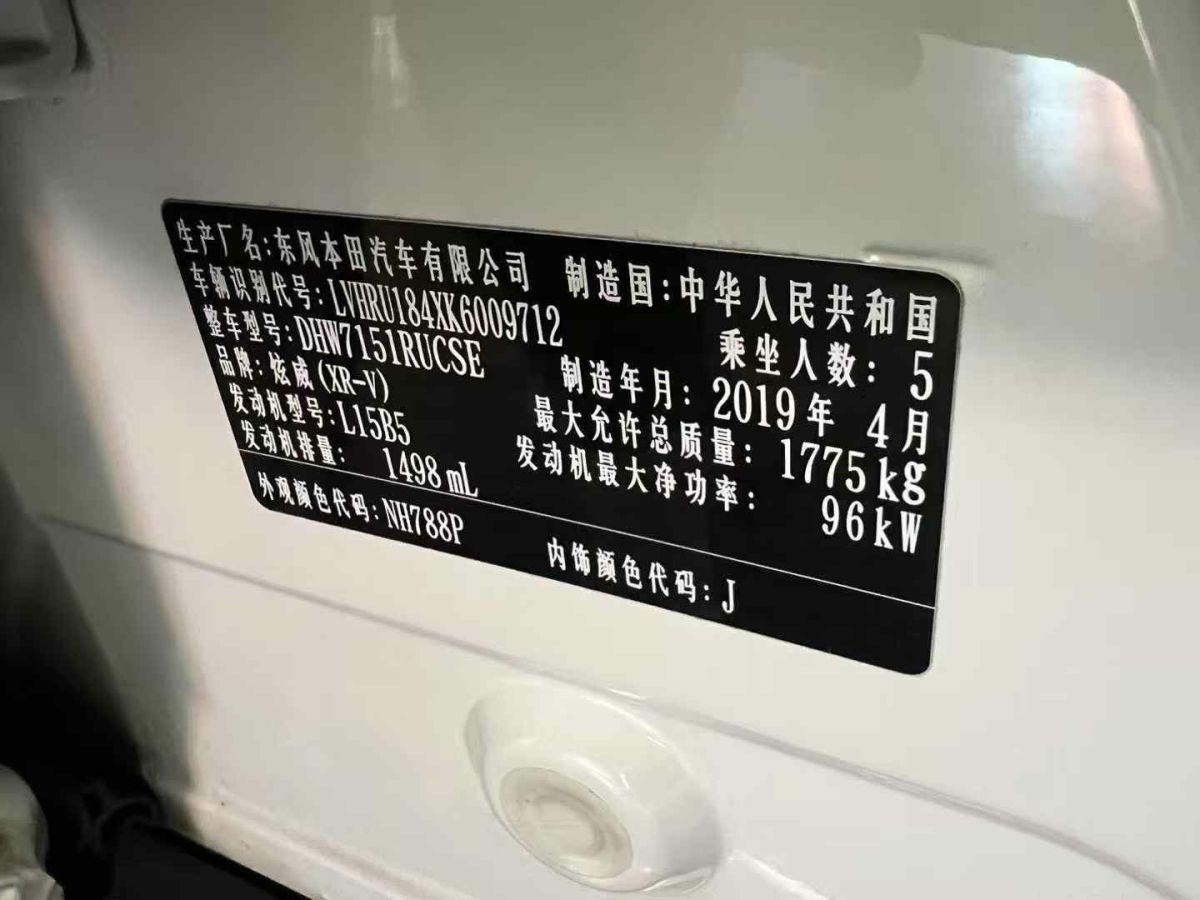 生产厂名:东风本田汽车有限公司 制造国:中华人民共和国
车辆识别代号:LVHRU184XK6009712 乘坐人数: 5
整车型号:DHW7151RUCSE 制造年月: 2019年 4月
品牌:炫威(XR-V) 最大允许总质量: 1775kg
发动机型号:L15B5 发动机最大净功率: 96kW
发动机排量: 1498 mL
外观颜色代码:NH788P 内饰颜色代码:J